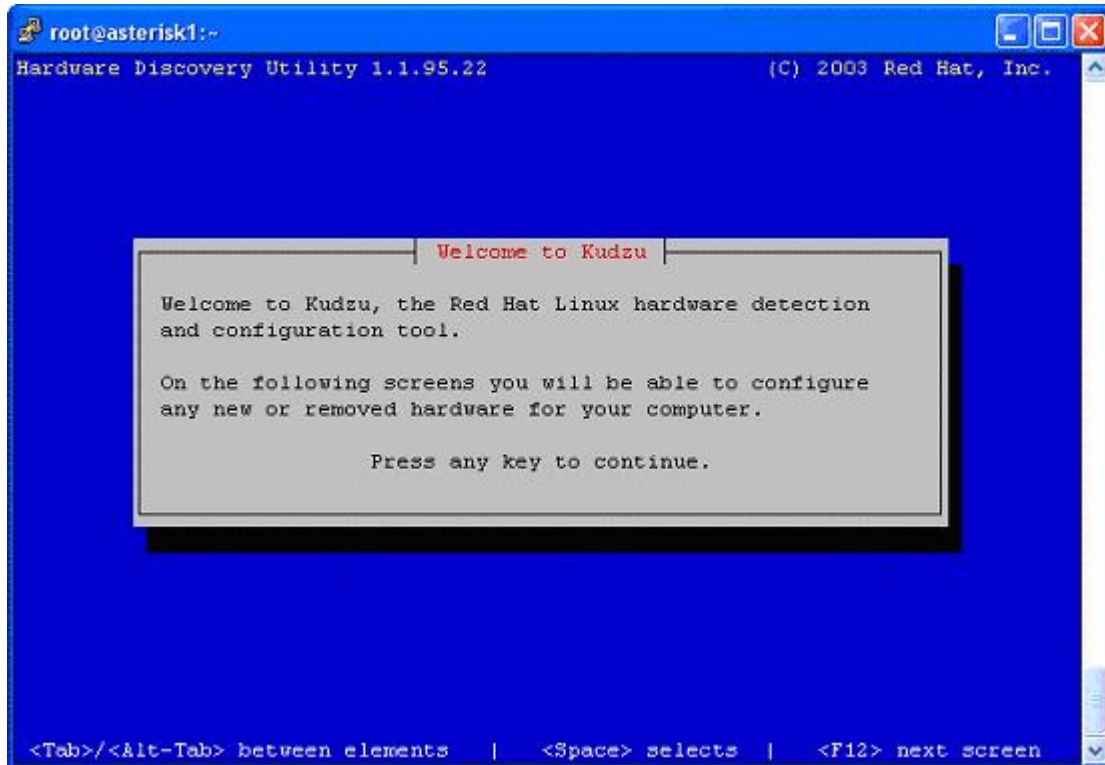 root@asterisk1:~
Hardware Discovery Utility 1.1.95.22 (C) 2003 Red Hat, Inc.
Welcome to Kudzu
Welcome to Kudzu, the Red Hat Linux hardware detection
and configuration tool.
On the following screens you will be able to configure
any new or removed hardware for your computer.
Press any key to continue.
<Tab>/<Alt-Tab> between elements | <Space> selects | <F12> next screen